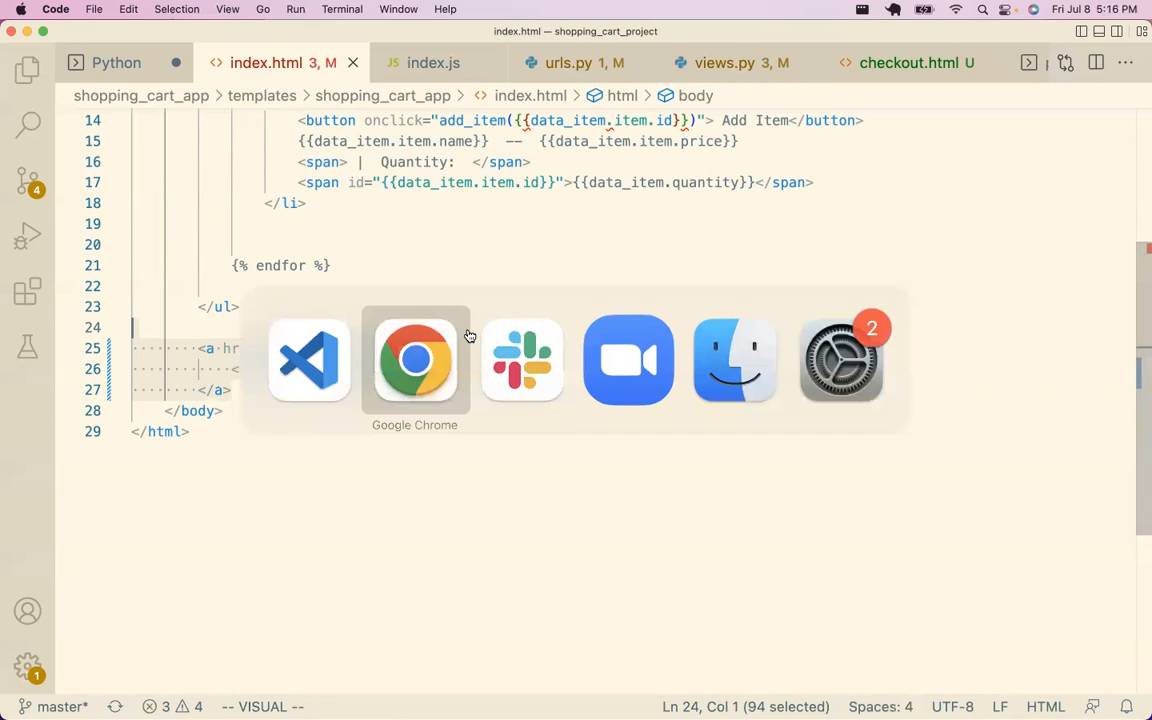 Code File Edit Selection View Go Run Terminal Window Help Fri Jul 8 5:16 PM
index.html — shopping_cart_project
Python index.html 3, M index.js urls.py 1, M views.py 3, M checkout.html U
shopping_cart_app > templates > shopping_cart_app > index.html > html > body
14 <button onclick="add_item({{data_item.item.id}})"> Add Item</button>
15 {{data_item.item.name}} -- {{data_item.item.price}}
16 <span> | Quantity: </span>
17 <span id="{{data_item.item.id}}">{{data_item.quantity}}</span>
18 </li>
19
20
21 {% endfor %}
22
23 </ul>
24
25 <a hr
26 <
27 </a>
28 </body>
29 </html>
2
Google Chrome
4
1
master* 3 4 -- VISUAL -- Ln 24, Col 1 (94 selected) Spaces: 4 UTF-8 LF HTML